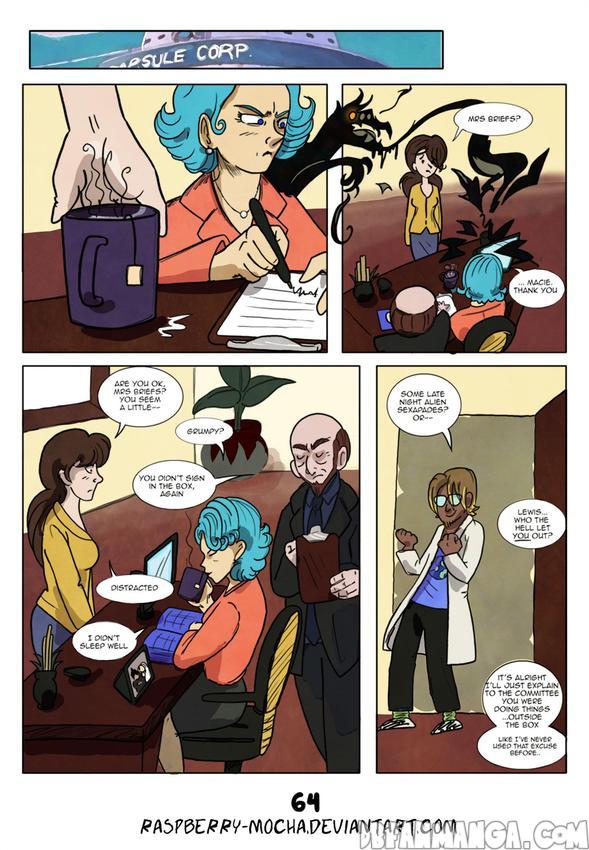 APSULE CORP.
MRS BRIEFS?
... MACIE.
THANK YOU
ARE YOU OK,
MRS BRIEFS?
YOU SEEM
A LITTLE--
GRUMPY?
YOU DIDN'T SIGN
IN THE BOX,
AGAIN
DISTRACTED
I DIDN'T
SLEEP WELL
SOME LATE
NIGHT ALIEN
SEXAPADES?
OR--
LEWIS...
WHO THE
HELL LET
YOU OUT?
IT'S ALRIGHT
I'LL JUST EXPLAIN
TO THE COMMITTEE
YOU WERE
DOING THINGS
...OUTSIDE
THE BOX
LIKE I'VE NEVER
USED THAT EXCUSE
BEFORE..
64
RASPBERRY-MOCHA.DEVIANTART.COM
DBFANMANGA.COM